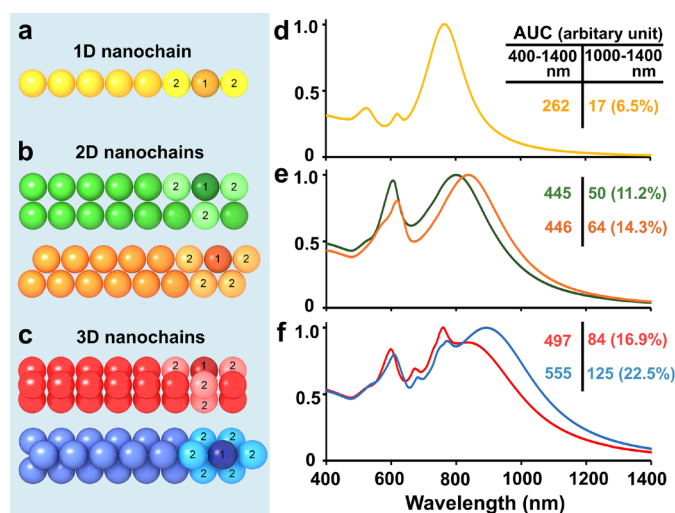 a
1D nanochain
2 1 2
b
2D nanochains
2 1 2
2
2 1 2
2 2
c
3D nanochains
2 1 2
2
2
2 2
2 1 2
2 2
d
1.0
0.5
0
AUC (arbitary unit)
400-1400 nm
1000-1400 nm
262 17 (6.5%)
e
1.0
0.5
0
445 50 (11.2%)
446 64 (14.3%)
f
1.0
0.5
0
497 84 (16.9%)
555 125 (22.5%)
400 600 800 1000 1200 1400
Wavelength (nm)